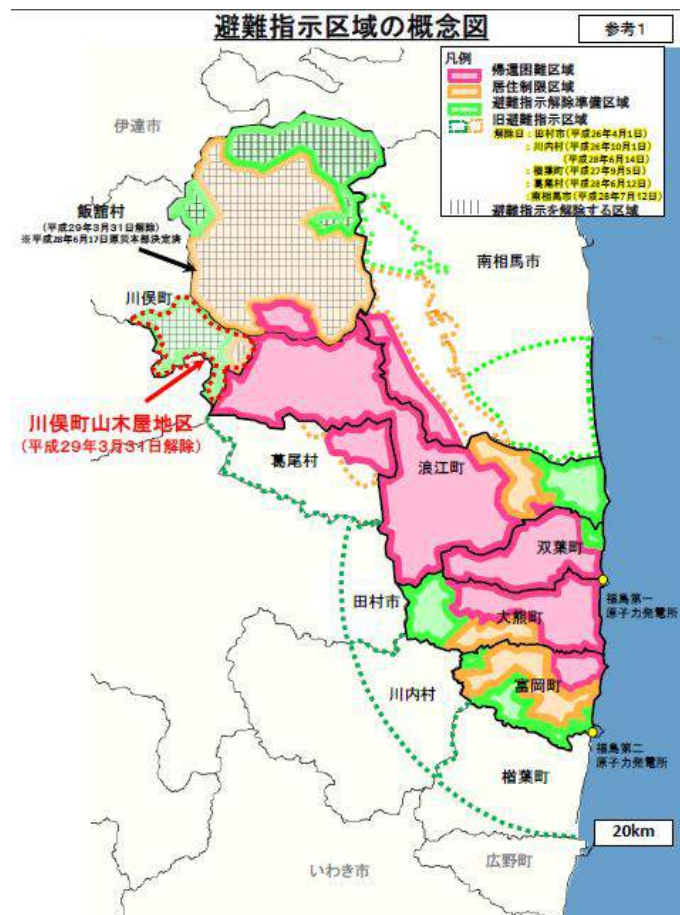 避難指示区域の概念図
参考1
凡例
帰還困難区域
居住制限区域
避難指示解除準備区域
旧避難指示区域
解除日：田村市(平成26年4月1日)
：川内村(平成26年10月1日)
(平成28年6月14日)
：楢葉町(平成27年9月5日)
：葛尾村(平成28年6月12日)
：南相馬市(平成28年7月12日)
避難指示を解除する区域
伊達市
飯舘村
(平成29年3月31日解除)
※平成28年6月17日原災本部決定済
南相馬市
川俣町
川俣町山木屋地区
(平成29年3月31日解除)
葛尾村
浪江町
双葉町
福島第一
原子力発電所
田村市
大熊町
川内村
富岡町
福島第二
原子力発電所
楢葉町
20km
広野町
いわき市